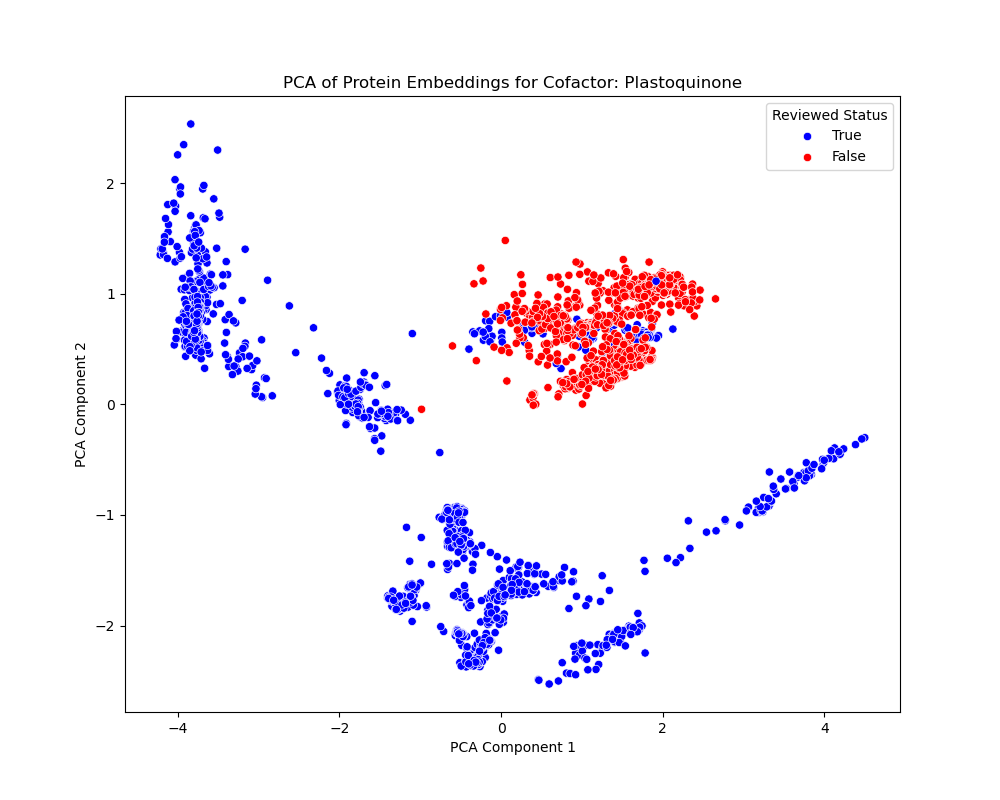 PCA of Protein Embeddings for Cofactor: Plastoquinone
Reviewed Status
True
False
2
1
0
−1
−2
PCA Component 2
−4
−2
0
2
4
PCA Component 1